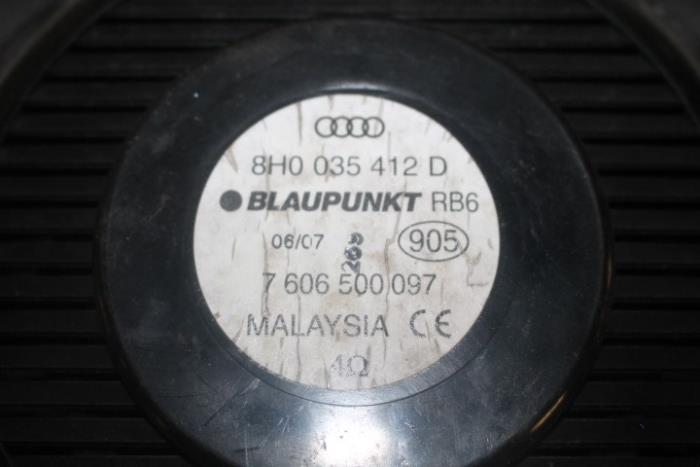 8H0 035 412 D
BLAUPUNKT RB6
06/07 905
7 606 500 097
MALAYSIA CE
4Ω